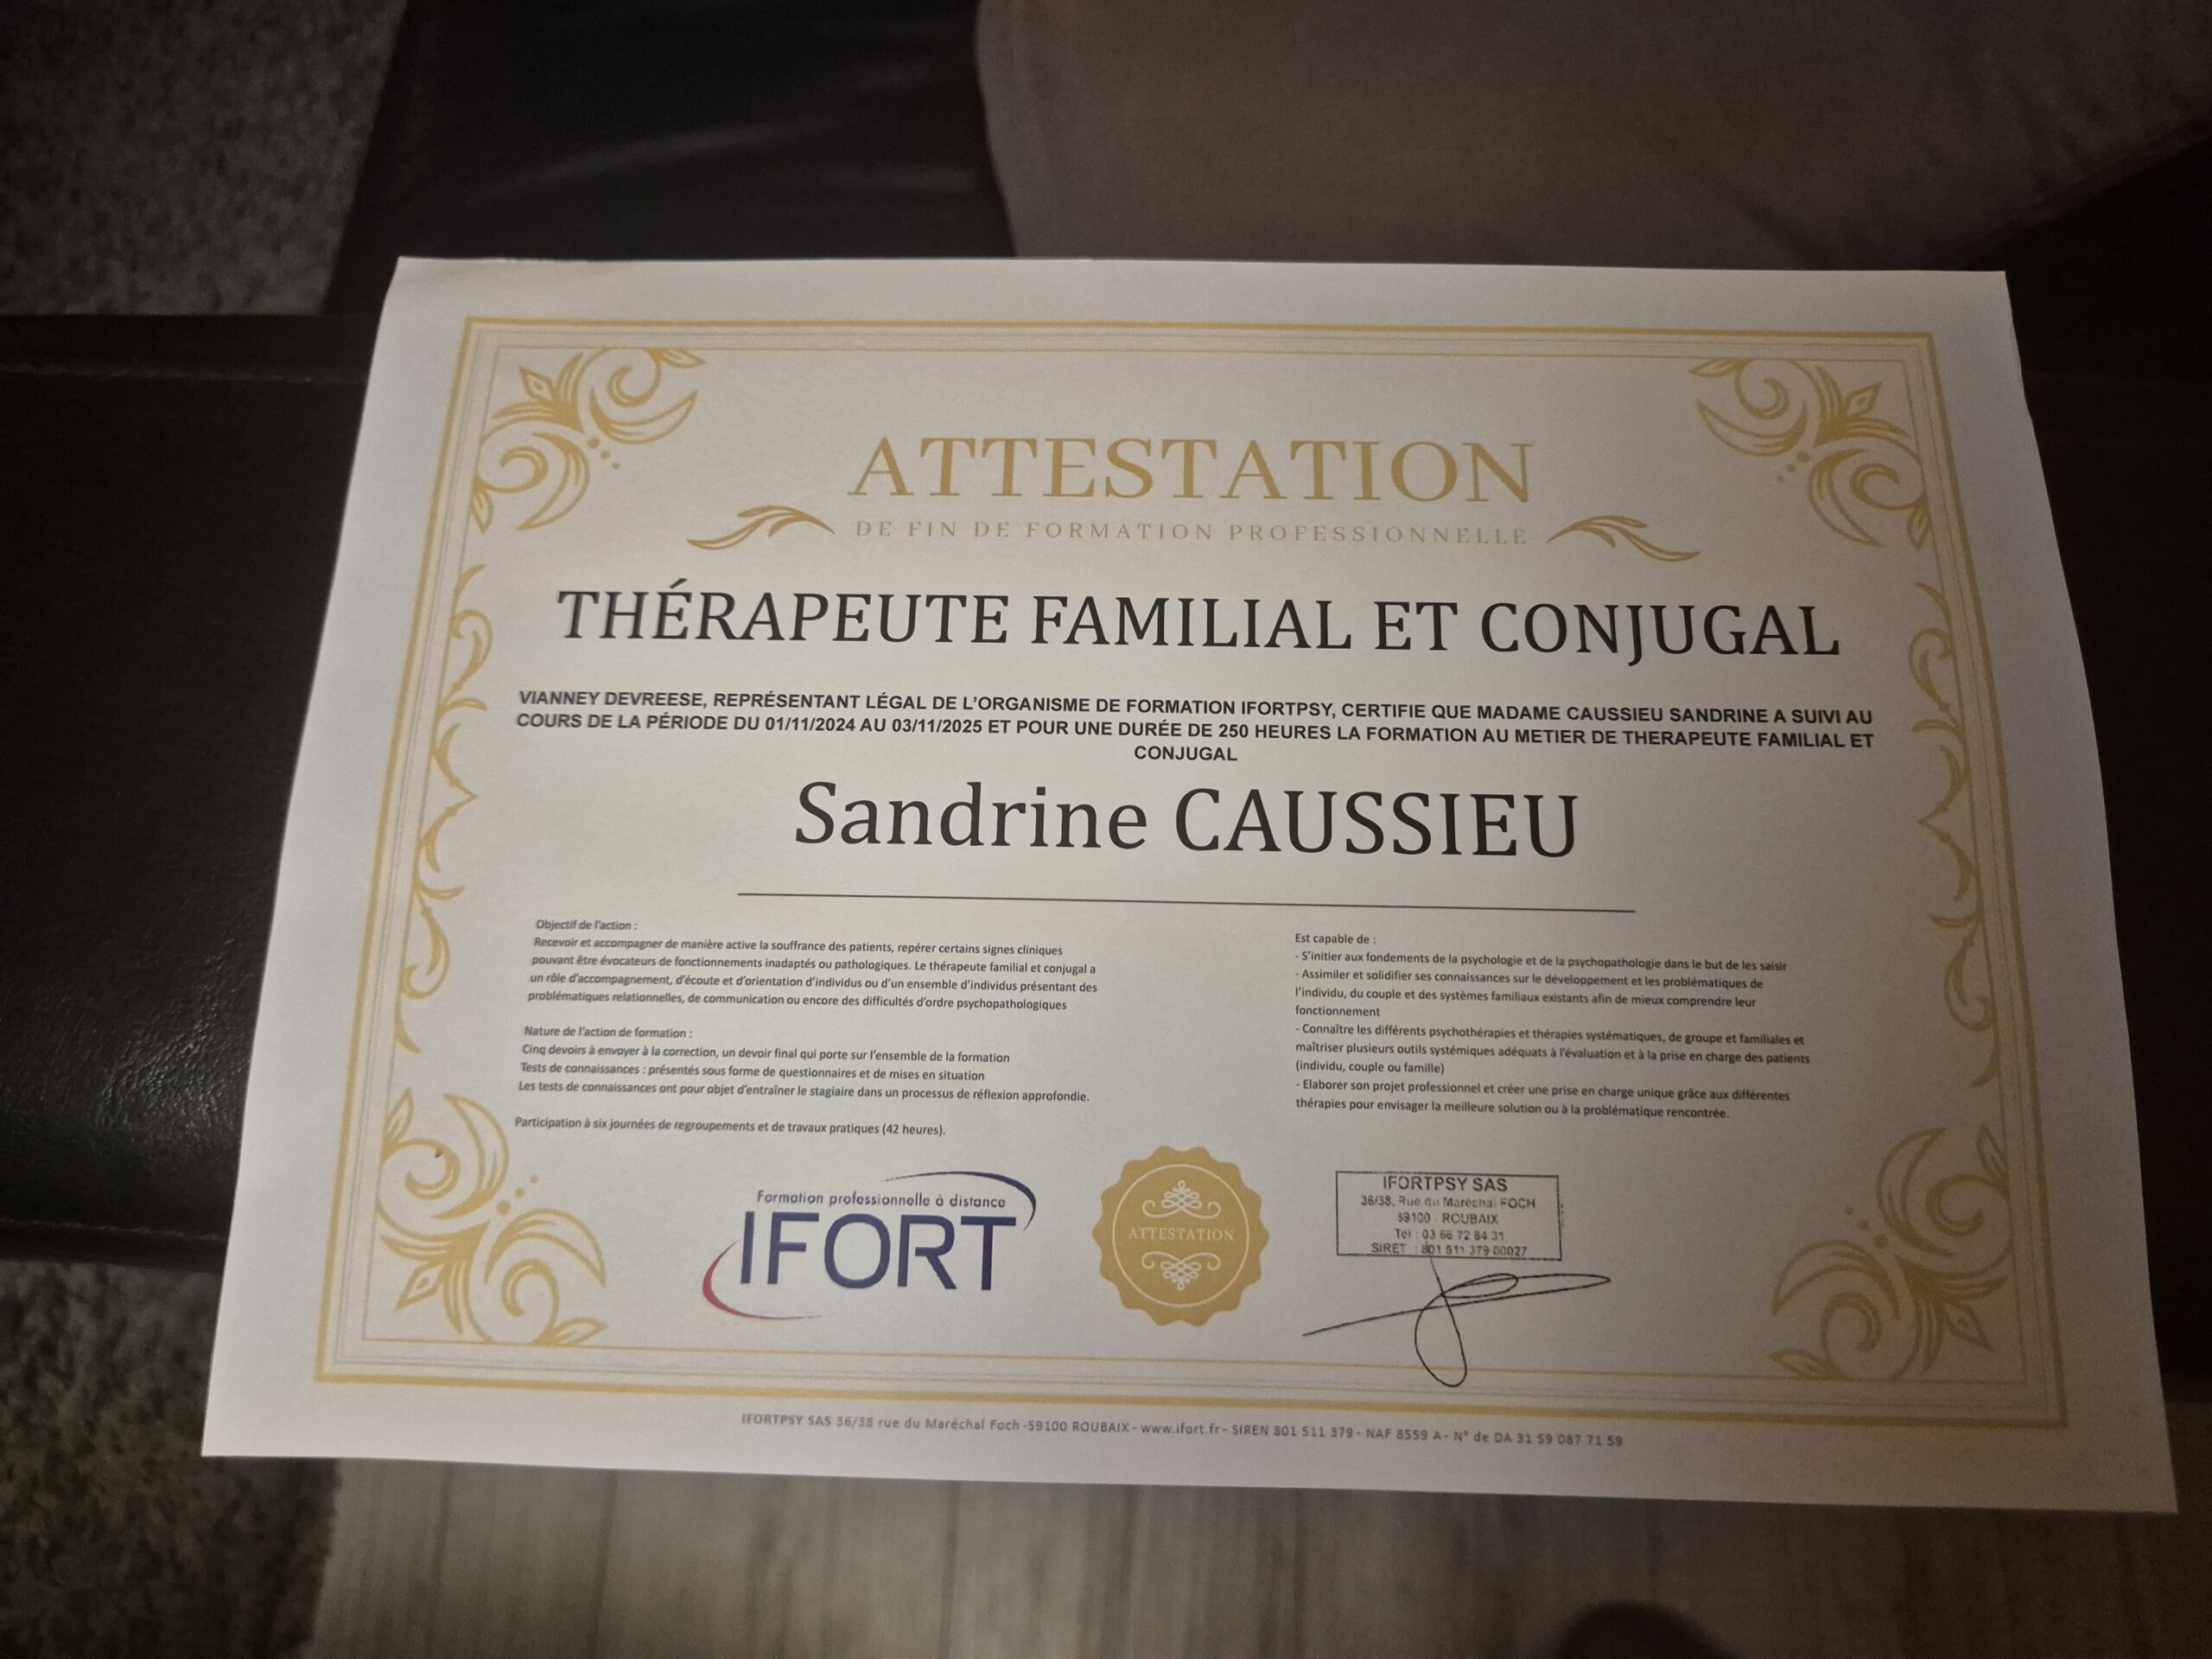 ATTESTATION
DE FIN DE FORMATION PROFESSIONNELLE
THÉRAPEUTE FAMILIAL ET CONJUGAL
VIANNEY DEVREESE, REPRÉSENTANT LÉGAL DE L'ORGANISME DE FORMATION IFORTPSY, CERTIFIE QUE MADAME CAUSSIEU SANDRINE A SUIVI AU
COURS DE LA PÉRIODE DU 01/11/2024 AU 03/11/2025 ET POUR UNE DURÉE DE 250 HEURES LA FORMATION AU METIER DE THERAPEUTE FAMILIAL ET
CONJUGAL
Sandrine CAUSSIEU
Objectif de l'action :
Recevoir et accompagner de manière active la souffrance des patients, repérer certains signes cliniques
pouvant être évocateurs de fonctionnements inadaptés ou pathologiques. Le thérapeute familial et conjugal a
un rôle d'accompagnement, d'écoute et d'orientation d'individus ou d'un ensemble d'individus présentant des
problématiques relationnelles, de communication ou encore des difficultés d'ordre psychopathologiques
Nature de l'action de formation :
Cinq devoirs à envoyer à la correction, un devoir final qui porte sur l'ensemble de la formation
Tests de connaissances : présentés sous forme de questionnaires et de mises en situation
Les tests de connaissances ont pour objet d'entraîner le stagiaire dans un processus de réflexion approfondie.
Participation à six journées de regroupements et de travaux pratiques (42 heures).
Est capable de :
- S'initier aux fondements de la psychologie et de la psychopathologie dans le but de les saisir
- Assimiler et solidifier ses connaissances sur le développement et les problématiques de
l'individu, du couple et des systèmes familiaux existants afin de mieux comprendre leur
fonctionnement
- Connaître les différents psychothérapies et thérapies systématiques, de groupe et familiales et
maîtriser plusieurs outils systémiques adéquats à l'évaluation et à la prise en charge des patients
(individu, couple ou famille)
- Elaborer son projet professionnel et créer une prise en charge unique grâce aux différentes
thérapies pour envisager la meilleure solution ou à la problématique rencontrée.
Formation professionnelle à distance
IFORT
ATTESTATION
IFORTPSY SAS
36/38, Rue du Maréchal FOCH
59100 - ROUBAIX
Tel : 03 66 72 84 31
SIRET : 801 511 379 00027
IFORTPSY SAS 36/38 rue du Maréchal Foch -59100 ROUBAIX - www.ifort.fr - SIREN 801 511 379 - NAF 8559 A - N° de DA 31 59 087 71 59